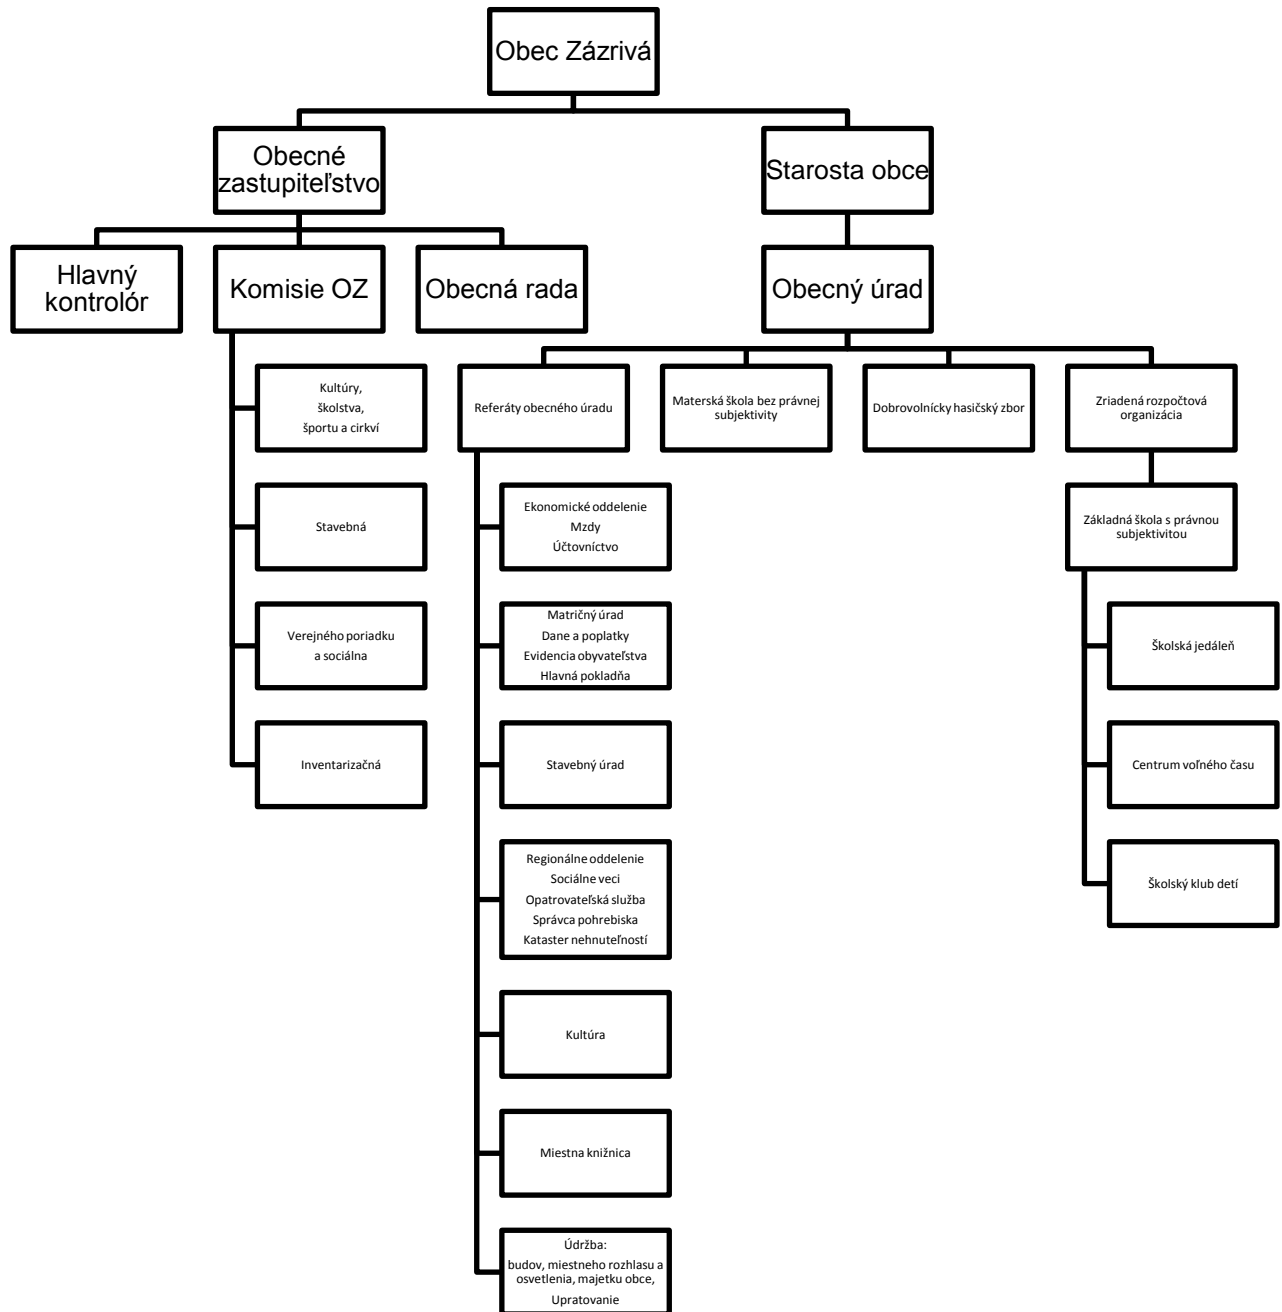 Obec Zázrivá
Obecné
zastupiteľstvo
Starosta obce
Hlavný
kontrolór
Komisie OZ
Obecná rada
Obecný úrad
Kultúry,
školstva,
športu a cirkví
Stavebná
Verejného poriadku
a sociálna
Inventarizačná
Referáty obecného úradu
Materská škola bez právnej
subjektivity
Dobrovolnícky hasičský zbor
Zriadená rozpočtová
organizácia
Ekonomické oddelenie
Mzdy
Účtovníctvo
Matričný úrad
Dane a poplatky
Evidencia obyvateľstva
Hlavná pokladňa
Stavebný úrad
Regionálne oddelenie
Sociálne veci
Opatrovateľská služba
Správca pohrebiska
Kataster nehnuteľností
Kultúra
Miestna knižnica
Údržba:
budov, miestneho rozhlasu a
osvetlenia, majetku obce,
Upratovanie
Základná škola s právnou
subjektivitou
Školská jedáleň
Centrum voľného času
Školský klub detí